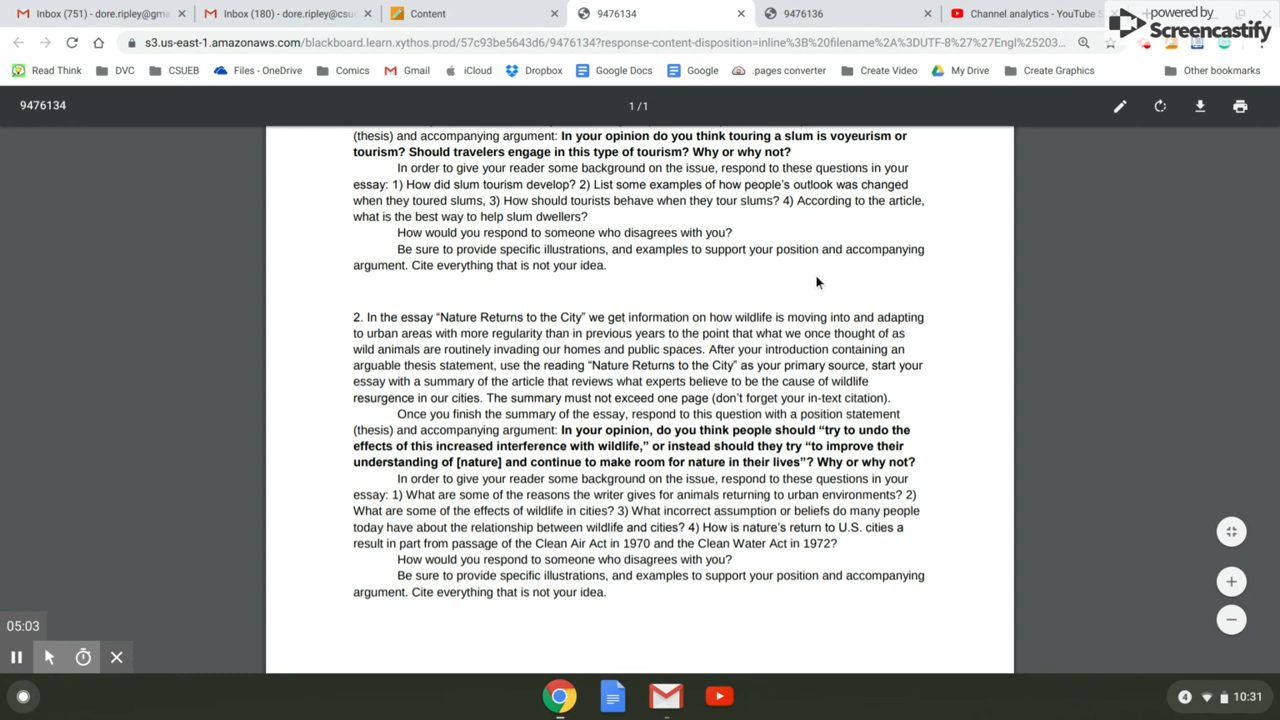 Inbox (751) - dore.ripley@gm
Inbox (180) - dore.ripley@csu
Content
9476134
9476136
Channel analytics - YouTube S
powered by
Screencastify
s3.us-east-1.amazonaws.com/blackboard.learn.xythos.prod/5a7f3be5643d6/9476134?response-content-disposition=inline%3B%20filename%2A%3DUTF-8%27%27Engl%25203...
Read Think
DVC
CSUEB
Files - OneDrive
Comics
Gmail
iCloud
Dropbox
Google Docs
Google
.pages converter
Create Video
My Drive
Create Graphics
Other bookmarks
9476134
1 / 1
(thesis) and accompanying argument: In your opinion do you think touring a slum is voyeurism or
tourism? Should travelers engage in this type of tourism? Why or why not?
In order to give your reader some background on the issue, respond to these questions in your
essay: 1) How did slum tourism develop? 2) List some examples of how people's outlook was changed
when they toured slums, 3) How should tourists behave when they tour slums? 4) According to the article,
what is the best way to help slum dwellers?
How would you respond to someone who disagrees with you?
Be sure to provide specific illustrations, and examples to support your position and accompanying
argument. Cite everything that is not your idea.
2. In the essay “Nature Returns to the City” we get information on how wildlife is moving into and adapting
to urban areas with more regularity than in previous years to the point that what we once thought of as
wild animals are routinely invading our homes and public spaces. After your introduction containing an
arguable thesis statement, use the reading “Nature Returns to the City” as your primary source, start your
essay with a summary of the article that reviews what experts believe to be the cause of wildlife
resurgence in our cities. The summary must not exceed one page (don’t forget your in-text citation).
Once you finish the summary of the essay, respond to this question with a position statement
(thesis) and accompanying argument: In your opinion, do you think people should “try to undo the
effects of this increased interference with wildlife,” or instead should they try “to improve their
understanding of [nature] and continue to make room for nature in their lives”? Why or why not?
In order to give your reader some background on the issue, respond to these questions in your
essay: 1) What are some of the reasons the writer gives for animals returning to urban environments? 2)
What are some of the effects of wildlife in cities? 3) What incorrect assumption or beliefs do many people
today have about the relationship between wildlife and cities? 4) How is nature’s return to U.S. cities a
result in part from passage of the Clean Air Act in 1970 and the Clean Water Act in 1972?
How would you respond to someone who disagrees with you?
Be sure to provide specific illustrations, and examples to support your position and accompanying
argument. Cite everything that is not your idea.
05:03
4
10:31